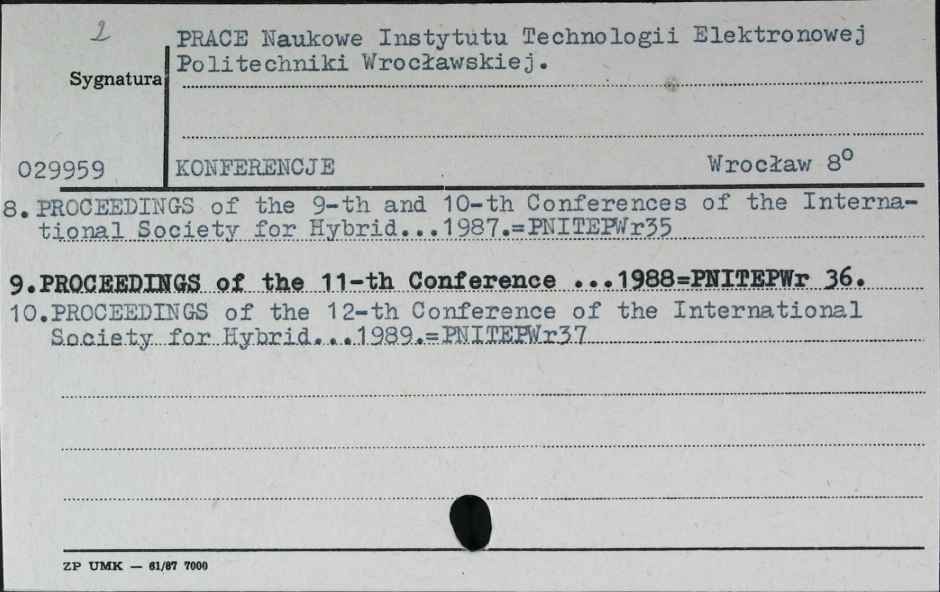 2
PRACE Naukowe Instytutu Technologii Elektronowej
Politechniki Wrocławskiej.
Sygnatura
029959
KONFERENCJE Wrocław 8°
8. PROCEEDINGS of the 9-th and 10-th Conferences of the Interna-
tional Society for Hybrid...1987.=PNITEPWr35
9. PROCEEDINGS of the 11-th Conference ...1988=PNITEPWr 36.
10. PROCEEDINGS of the 12-th Conference of the International
Society for Hybrid...1989.=PNITEPWr37
ZP UMK — 61/87 7000